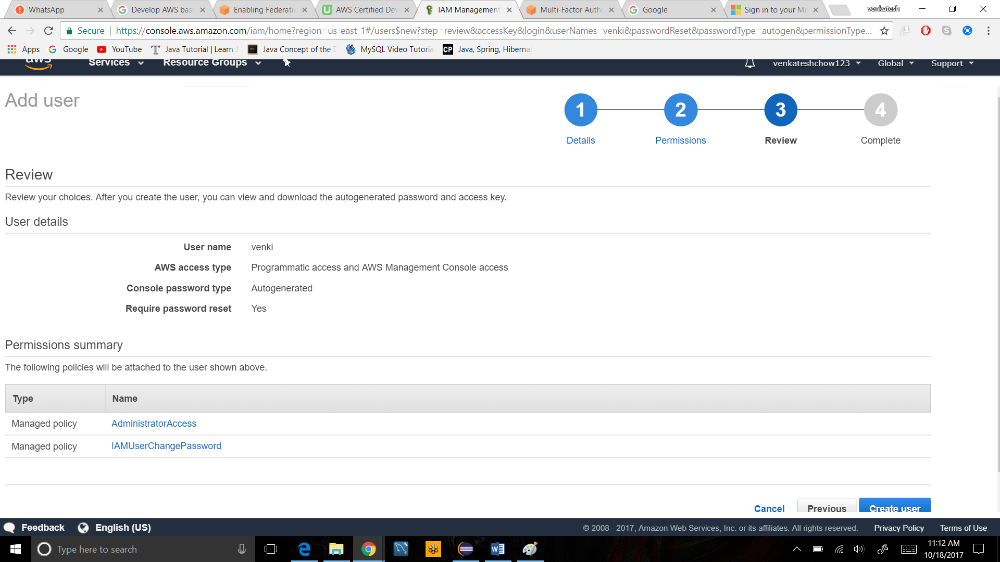 WhatsApp
Develop AWS bas
Enabling Federati
AWS Certified Dev
IAM Management
Multi-Factor Auth
Google
Sign in to your Mi
venkatesh
Secure
https://console.aws.amazon.com/iam/home?region=us-east-1#/users$new?step=review&accessKey&login&userNames=venki&passwordReset&passwordType=autogen&permissionType...
Apps
Google
YouTube
Java Tutorial | Learn J
Java Concept of the D
MySQL Video Tutoria
CP
Java, Spring, Hibernat
aws
Services
Resource Groups
venkateshchow123
Global
Support
Add user
1
2
3
4
Details
Permissions
Review
Complete
Review
Review your choices. After you create the user, you can view and download the autogenerated password and access key.
User details
User name venki
AWS access type Programmatic access and AWS Management Console access
Console password type Autogenerated
Require password reset Yes
Permissions summary
The following policies will be attached to the user shown above.
Type Name
Managed policy AdministratorAccess
Managed policy IAMUserChangePassword
Cancel
Previous
Create user
Feedback
English (US)
© 2008 - 2017, Amazon Web Services, Inc. or its affiliates. All rights reserved.
Privacy Policy
Terms of Use
Type here to search
11:12 AM
10/18/2017